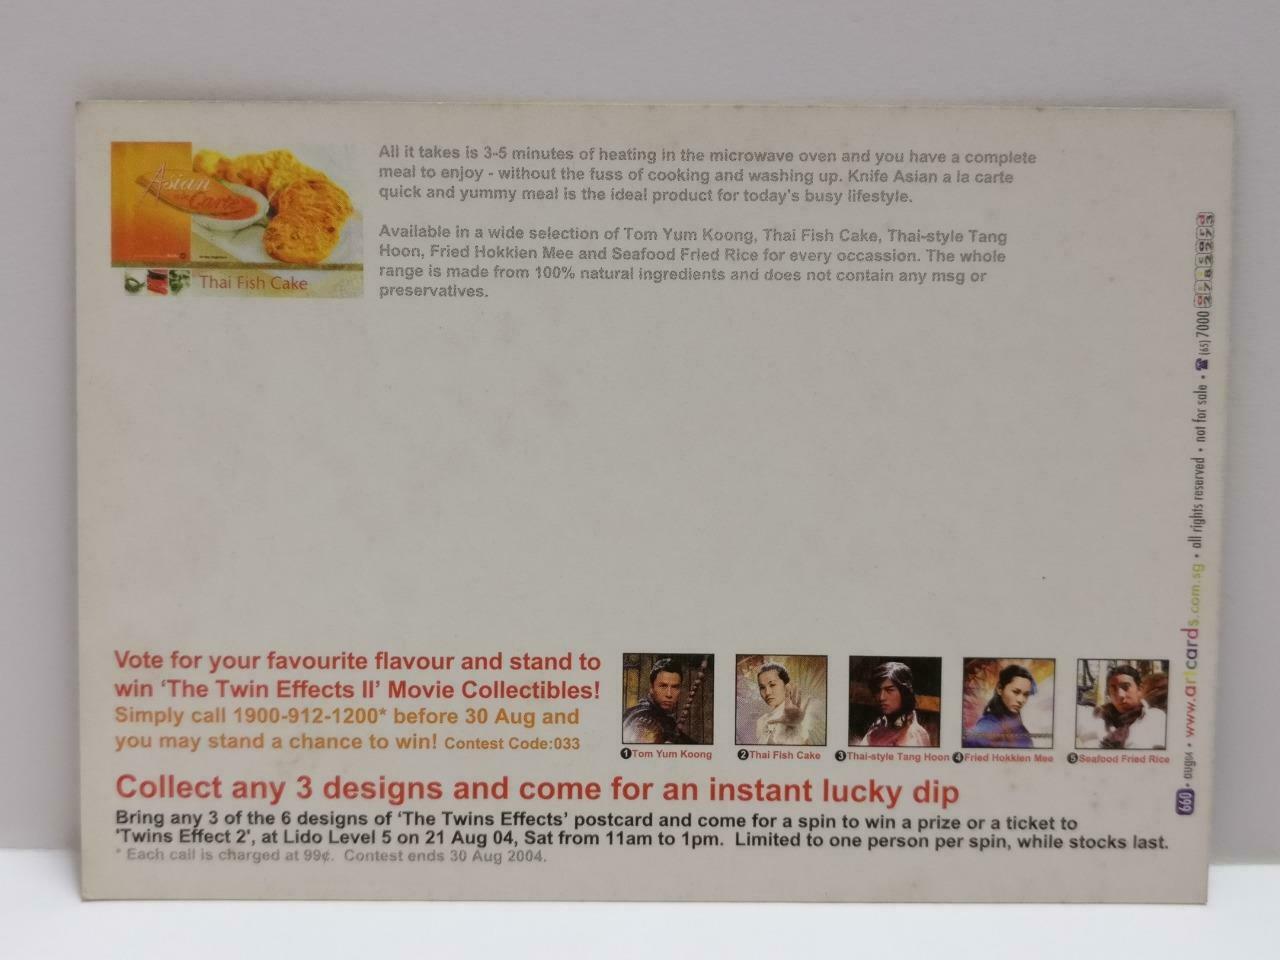 Asian
a la
Carte
Thai Fish Cake
All it takes is 3-5 minutes of heating in the microwave oven and you have a complete
meal to enjoy - without the fuss of cooking and washing up. Knife Asian a la carte
quick and yummy meal is the ideal product for today's busy lifestyle.
Available in a wide selection of Tom Yum Koong, Thai Fish Cake, Thai-style Tang
Hoon, Fried Hokkien Mee and Seafood Fried Rice for every occassion. The whole
range is made from 100% natural ingredients and does not contain any msg or
preservatives.
Vote for your favourite flavour and stand to
win ‘The Twin Effects II’ Movie Collectibles!
Simply call 1900-912-1200* before 30 Aug and
you may stand a chance to win! Contest Code:033
1 Tom Yum Koong
2 Thai Fish Cake
3 Thai-style Tang Hoon
4 Fried Hokkien Mee
5 Seafood Fried Rice
Collect any 3 designs and come for an instant lucky dip
Bring any 3 of the 6 designs of ‘The Twins Effects’ postcard and come for a spin to win a prize or a ticket to
'Twins Effect 2', at Lido Level 5 on 21 Aug 04, Sat from 11am to 1pm. Limited to one person per spin, while stocks last.
* Each call is charged at 99¢. Contest ends 30 Aug 2004.
660 • aug04 • www.artcards.com.sg • all rights reserved • not for sale • ☎ (65) 7000 27822273